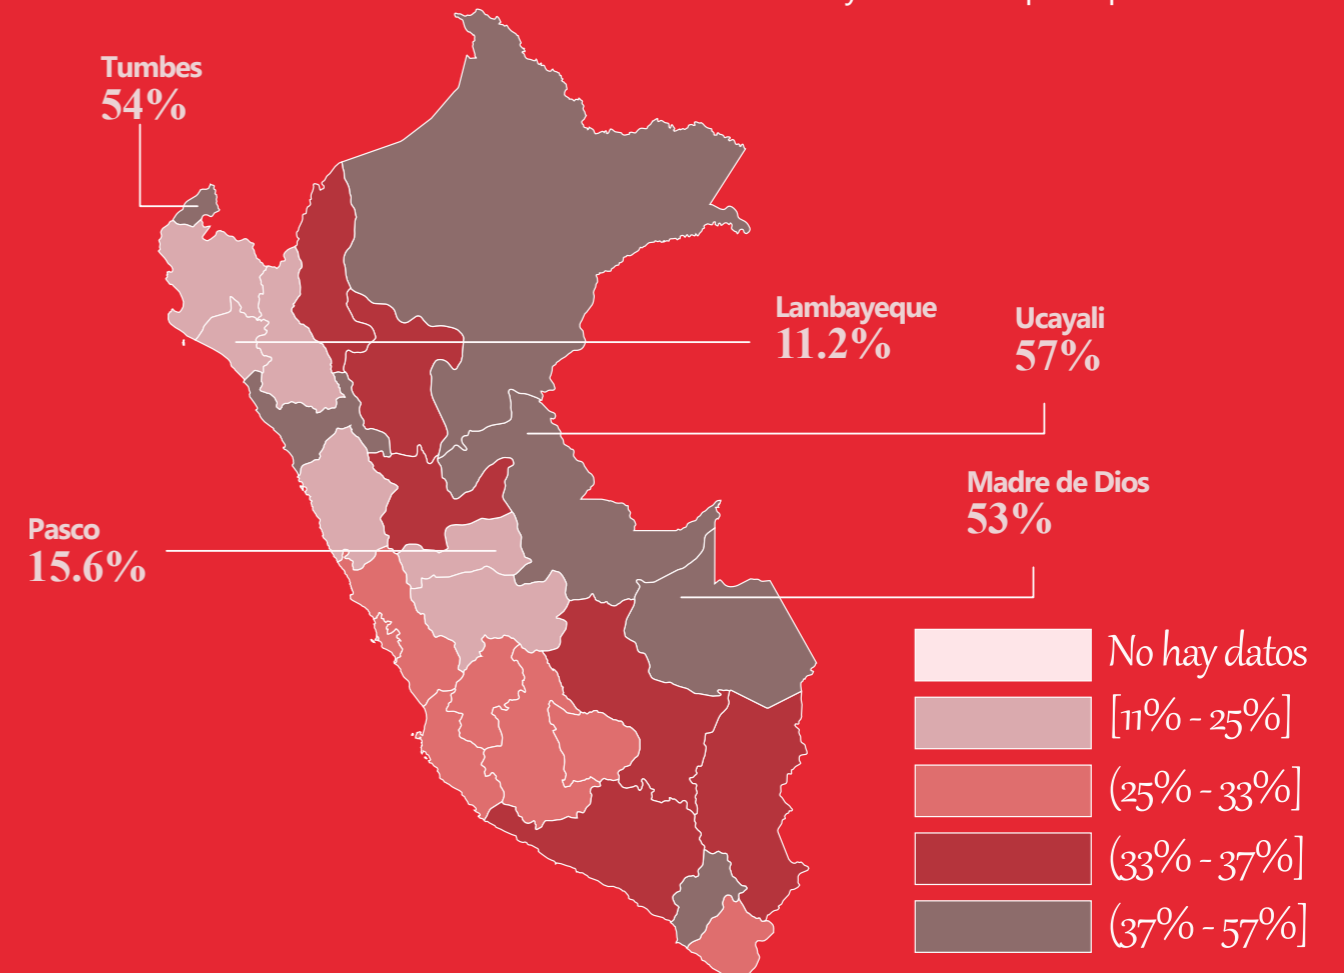 Tumbes
54%
Lambayeque
11.2%
Ucayali
57%
Madre de Dios
53%
Pasco
15.6%
No hay datos
[11% - 25%]
(25% - 33%]
(33% - 37%]
(37% - 57%]